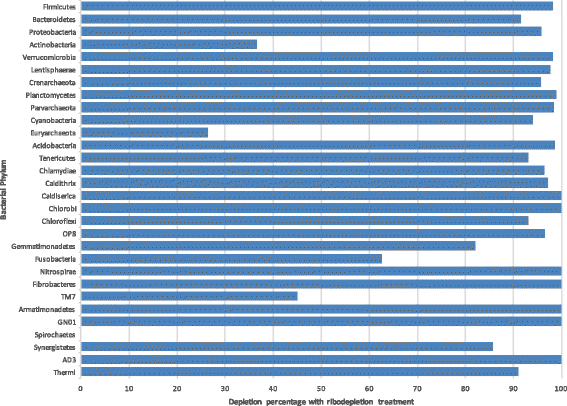 Firmicutes
Bacteroidetes
Proteobacteria
Actinobacteria
Verrucomicrobia
Lentisphaerae
Crenarchaeota
Planctomycetes
Parvarchaeota
Cyanobacteria
Euryarchaeota
Acidobacteria
Tenericutes
Chlamydiae
Caldithrix
Caldiserica
Chlorobi
Chloroflexi
OP8
Gemmatimonadetes
Fusobacteria
Nitrospirae
Fibrobacteres
TM7
Armatimonadetes
GN01
Spirochaetes
Synergistetes
AD3
Thermi
Bacterial Phylum
0 10 20 30 40 50 60 70 80 90 100
Depletion percentage with ribodepletion treatment